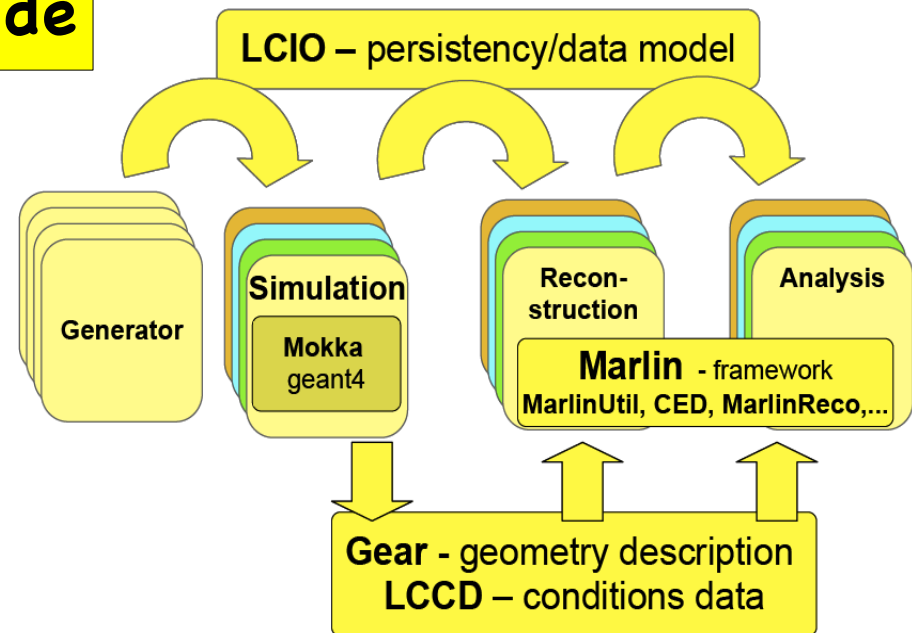 de
LCIO – persistency/data model
Generator
Simulation
Mokka
geant4
Recon-
struction
Analysis
Marlin - framework
MarlinUtil, CED, MarlinReco,...
Gear - geometry description
LCCD – conditions data